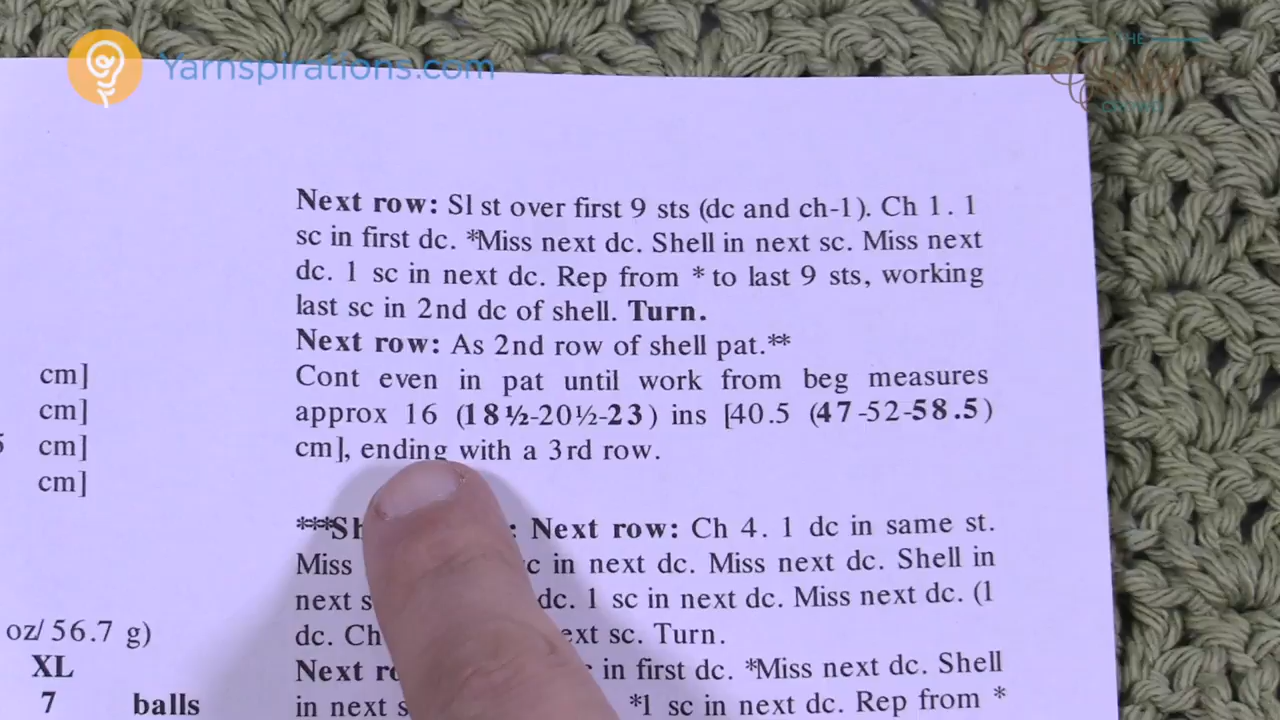 Yarnspirations.com
THE
Next row: Sl st over first 9 sts (dc and ch-1). Ch 1. 1
sc in first dc. *Miss next dc. Shell in next sc. Miss next
dc. 1 sc in next dc. Rep from * to last 9 sts, working
last sc in 2nd dc of shell. Turn.
Next row: As 2nd row of shell pat.**
Cont even in pat until work from beg measures
approx 16 (18½-20½-23) ins [40.5 (47-52-58.5)
cm], ending with a 3rd row.
***Sh : Next row: Ch 4. 1 dc in same st.
Miss c in next dc. Miss next dc. Shell in
next s dc. 1 sc in next dc. Miss next dc. (1
dc. Ch ext sc. Turn.
Next ro in first dc. *Miss next dc. Shell
in next s *1 sc in next dc. Rep from *
cm]
cm]
5 cm]
cm]
oz/ 56.7 g)
XL
7 balls